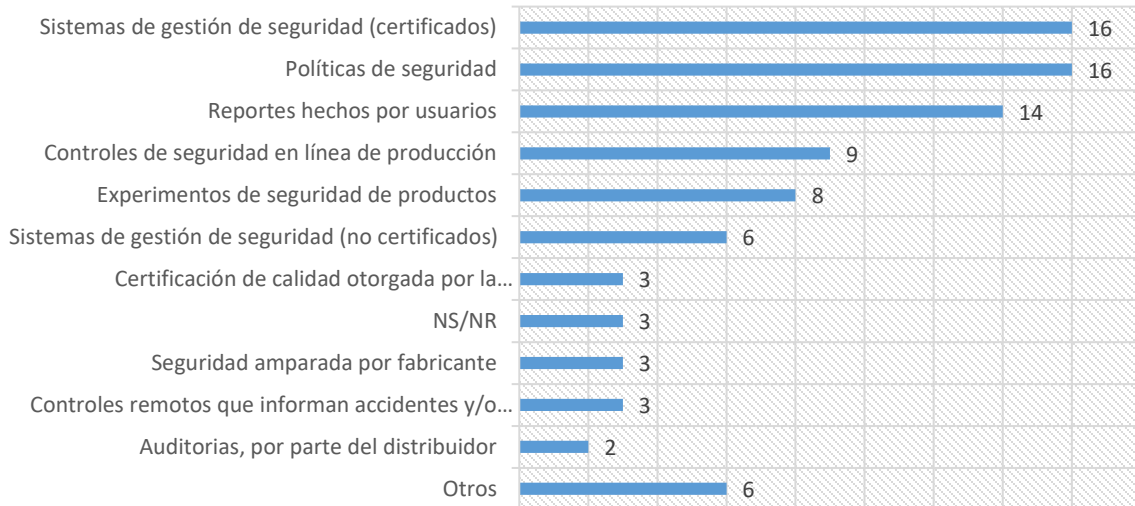 Sistemas de gestión de seguridad (certificados) 16
Políticas de seguridad 16
Reportes hechos por usuarios 14
Controles de seguridad en línea de producción 9
Experimentos de seguridad de productos 8
Sistemas de gestión de seguridad (no certificados) 6
Certificación de calidad otorgada por la… 3
NS/NR 3
Seguridad amparada por fabricante 3
Controles remotos que informan accidentes y/o… 3
Auditorias, por parte del distribuidor 2
Otros 6